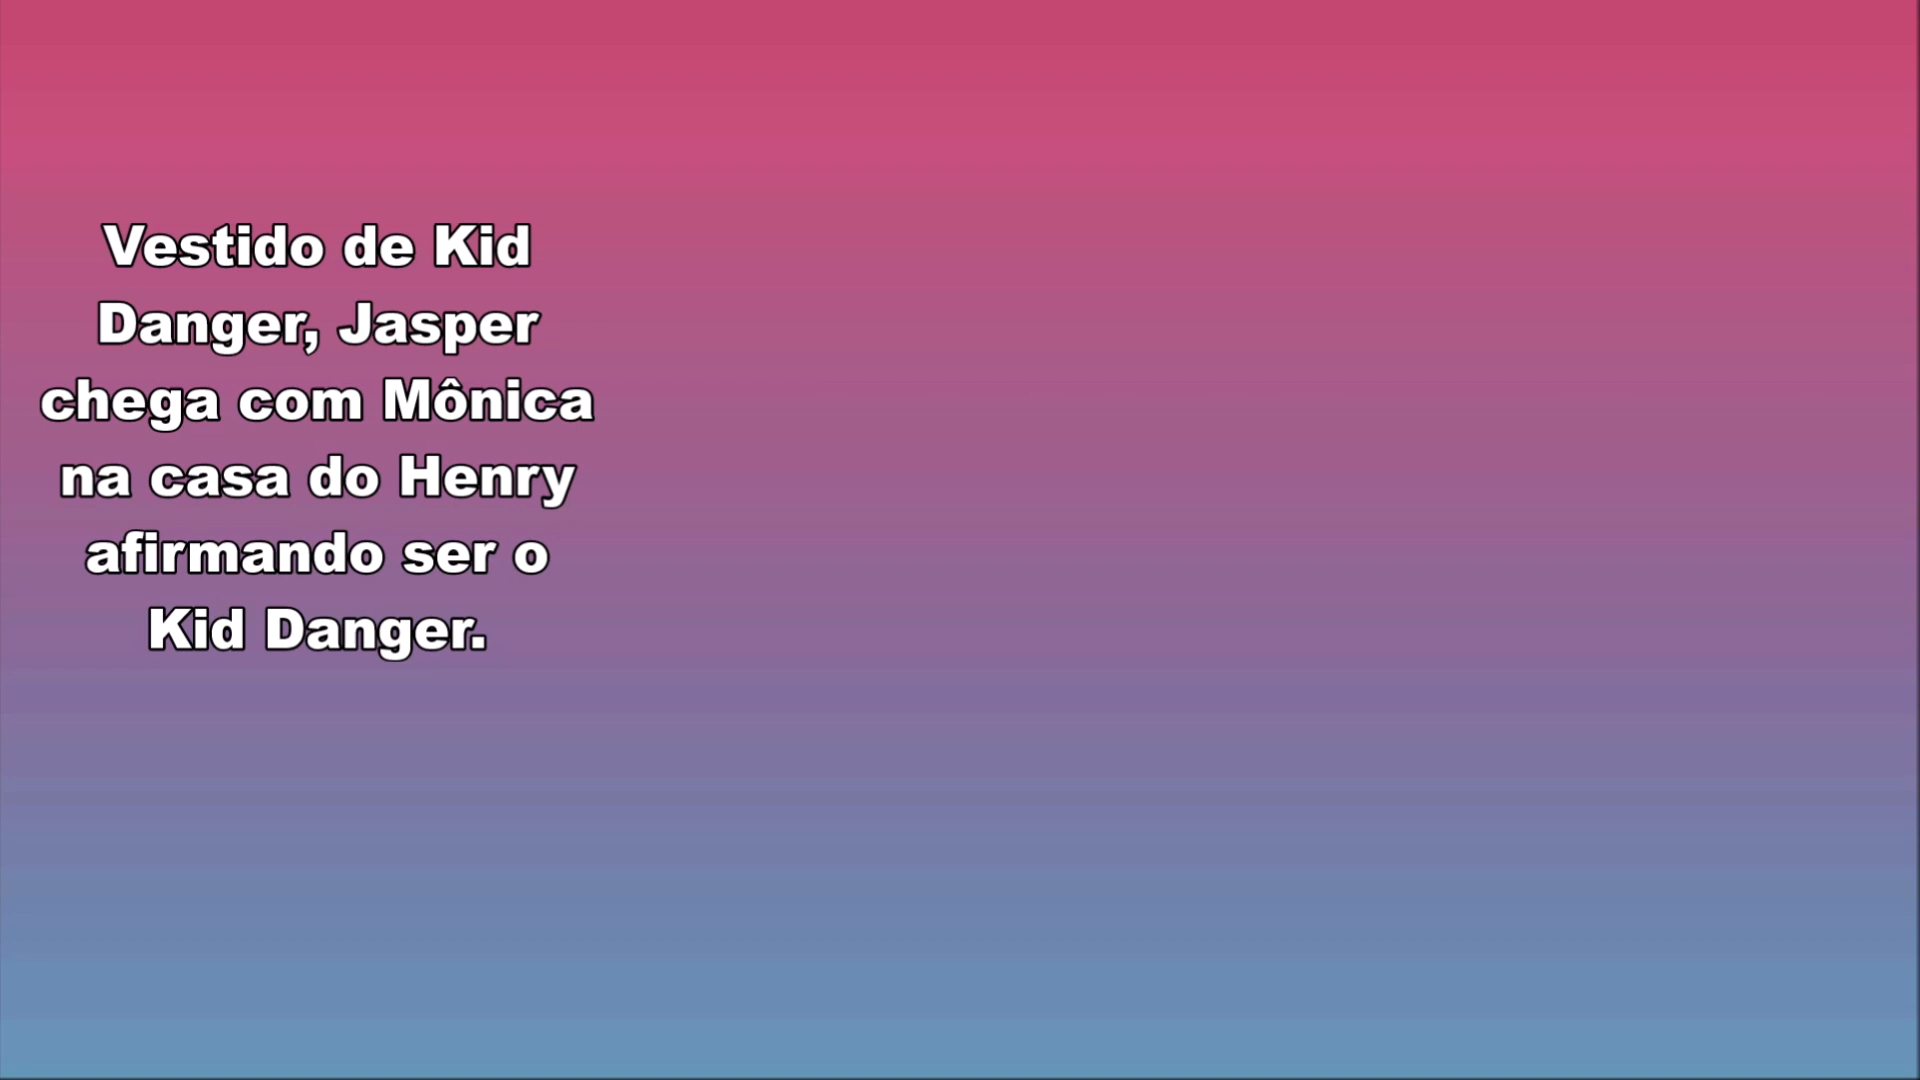 Vestido de Kid
Danger, Jasper
chega com Mônica
na casa do Henry
afirmando ser o
Kid Danger.